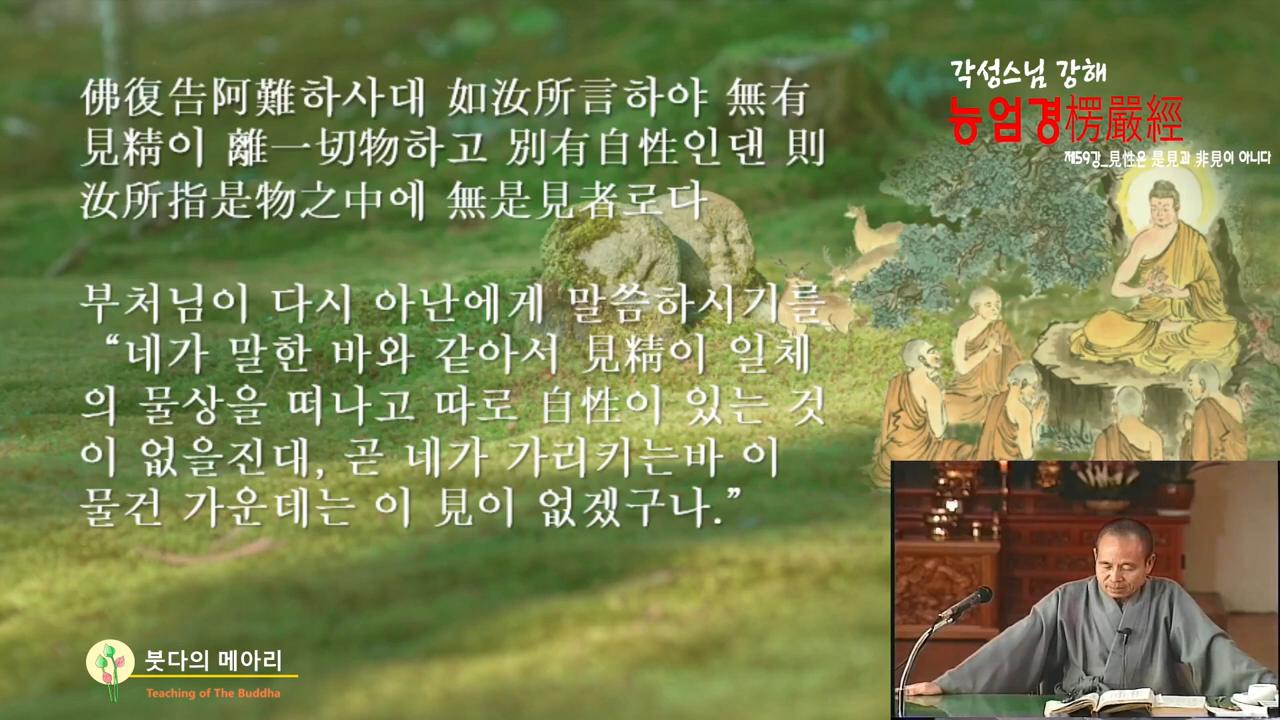 佛復告阿難하사대 如汝所言하야 無有
見精이 離一切物하고 別有自性인댄 則
汝所指是物之中에 無是見者로다
부처님이 다시 아난에게 말씀하시기를
“네가 말한 바와 같아서 見精이 일체
의 물상을 떠나고 따로 自性이 있는 것
이 없을진대, 곧 네가 가리키는바 이
물건 가운데는 이 見이 없겠구나.”
각성스님 강해
능엄경楞嚴經
제59강_見性은 是見과 非見이 아니다
붓다의 메아리
Teaching of The Buddha